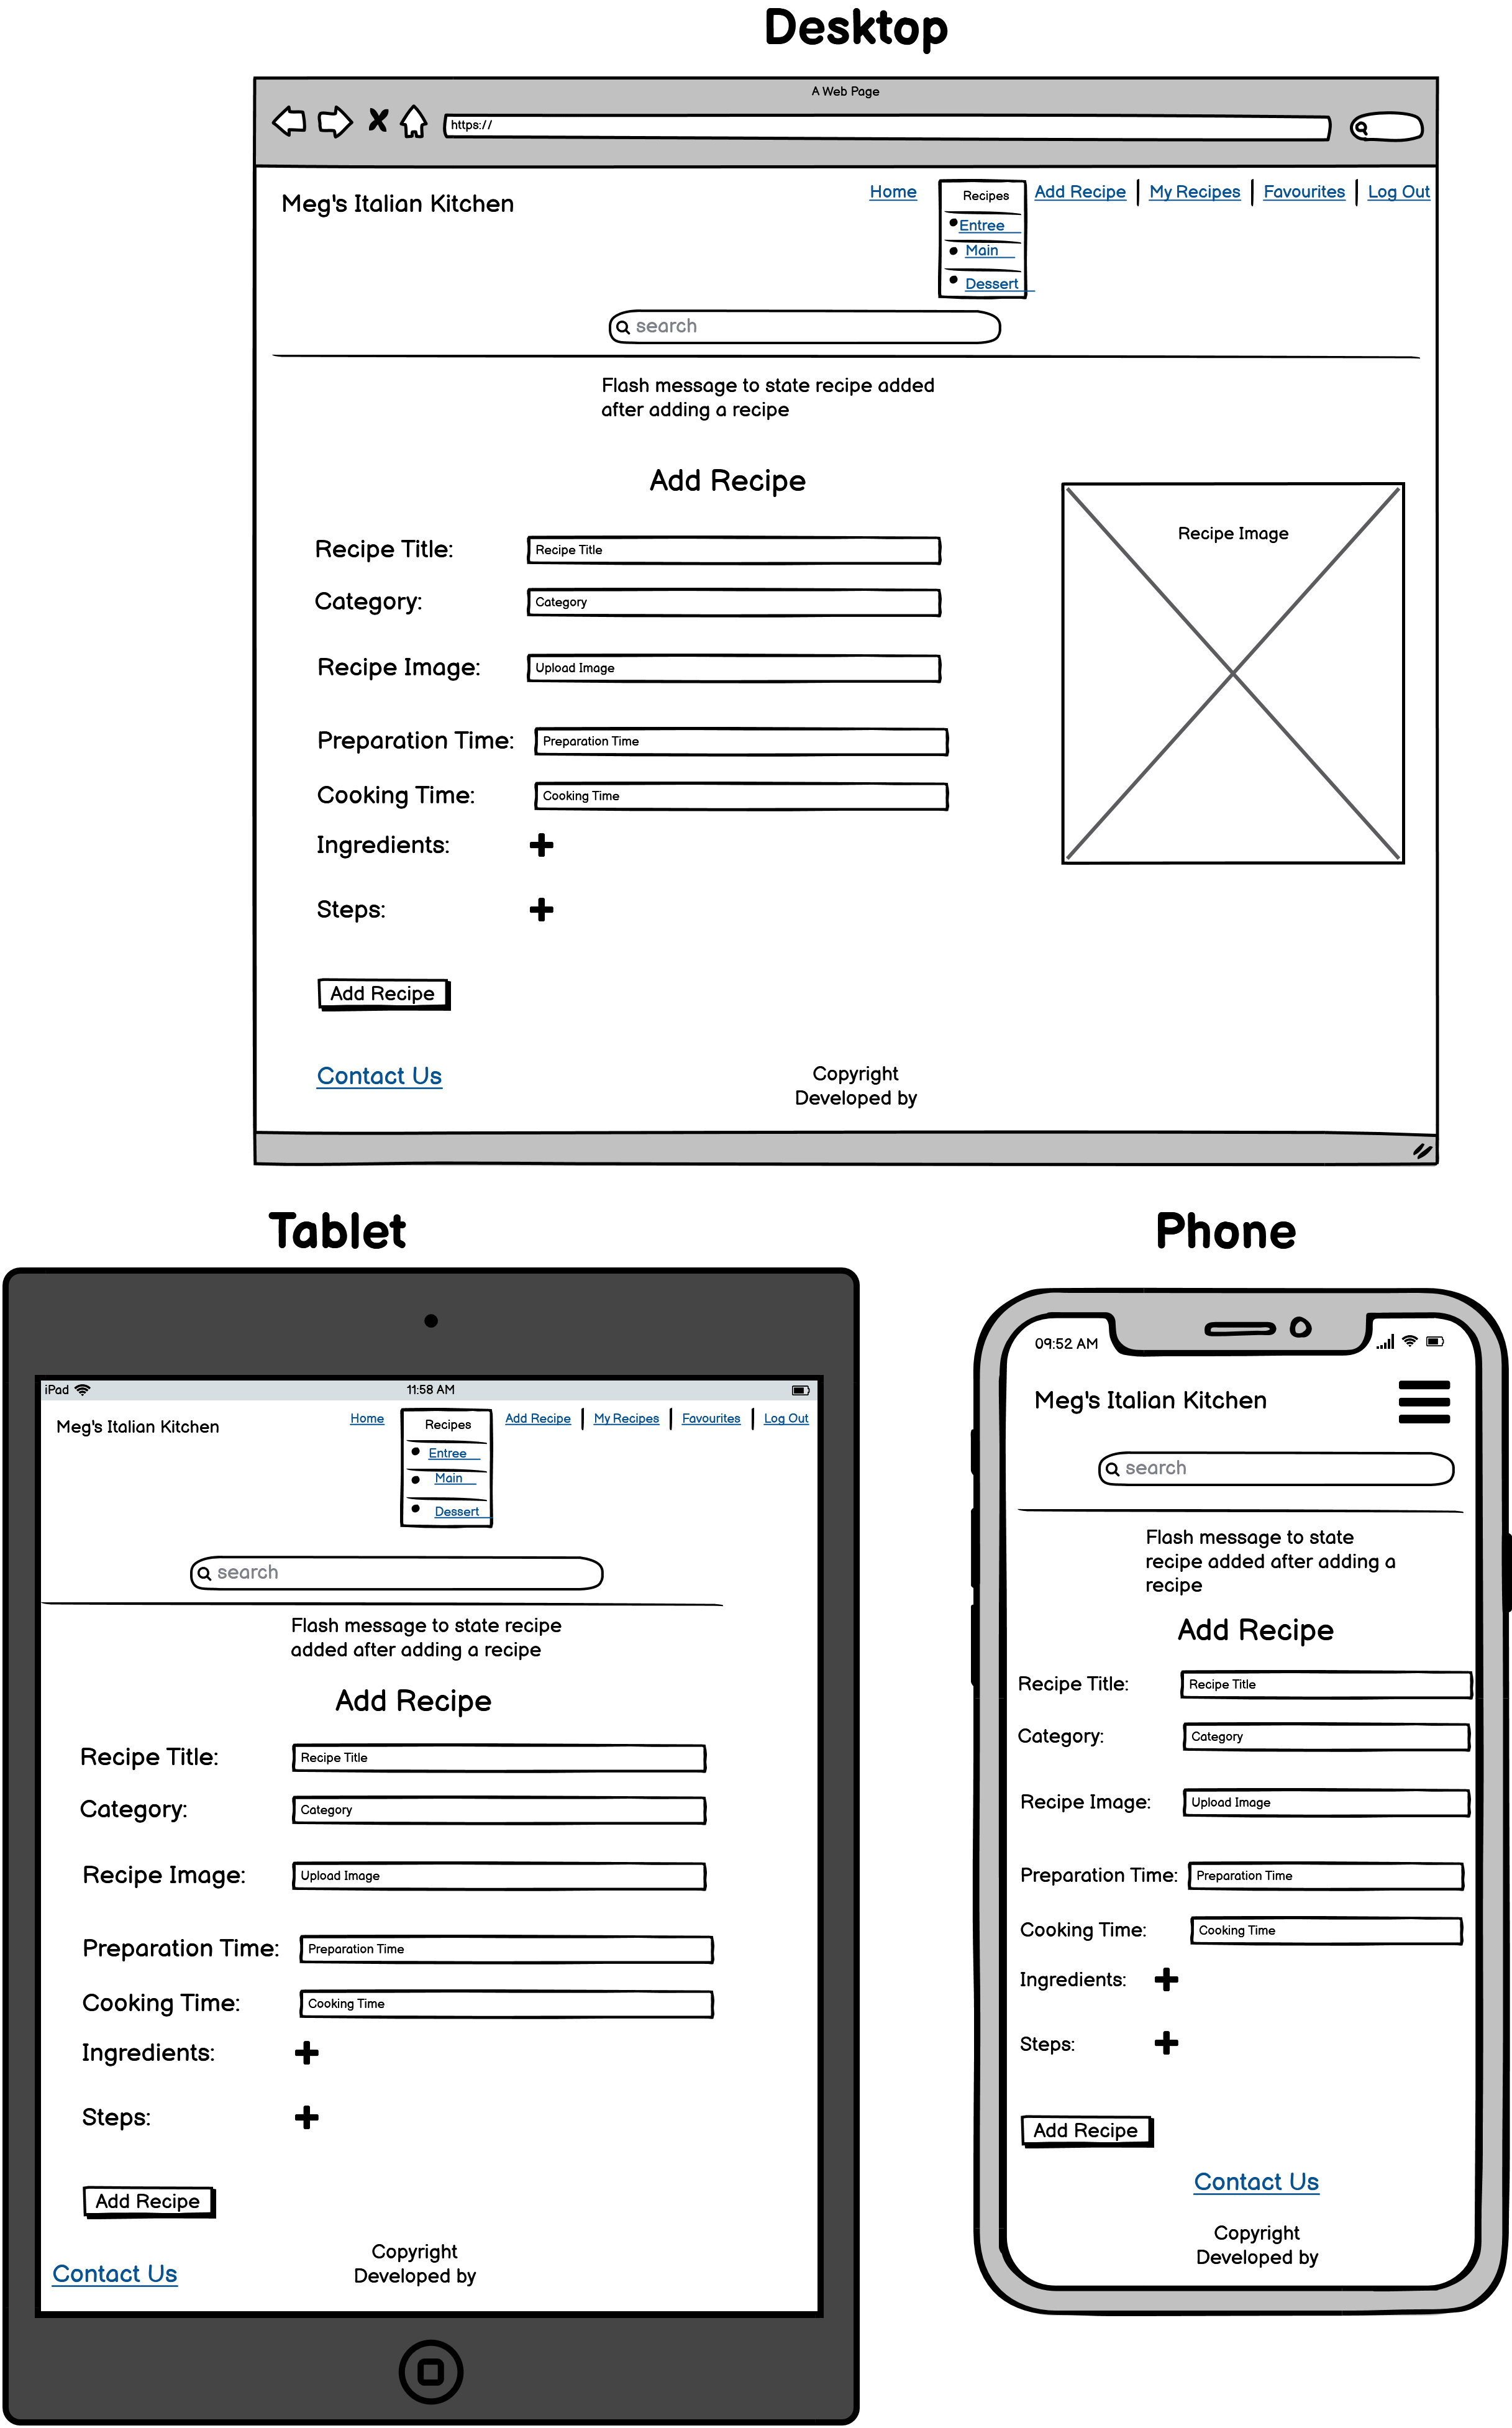 Desktop
A Web Page
https://
Meg's Italian Kitchen
Home
Recipes
Add Recipe
My Recipes
Favourites
Log Out
Entree
Main
Dessert
search
Flash message to state recipe added
after adding a recipe
Add Recipe
Recipe Image
Recipe Title:
Recipe Title
Category:
Category
Recipe Image:
Upload Image
Preparation Time:
Preparation Time
Cooking Time:
Cooking Time
Ingredients:
Steps:
Add Recipe
Contact Us
Copyright
Developed by
Tablet
iPad
11:58 AM
Meg's Italian Kitchen
Home
Recipes
Add Recipe
My Recipes
Favourites
Log Out
Entree
Main
Dessert
search
Flash message to state recipe
added after adding a recipe
Add Recipe
Recipe Title:
Recipe Title
Category:
Category
Recipe Image:
Upload Image
Preparation Time:
Preparation Time
Cooking Time:
Cooking Time
Ingredients:
Steps:
Add Recipe
Contact Us
Copyright
Developed by
Phone
09:52 AM
Meg's Italian Kitchen
search
Flash message to state
recipe added after adding a
recipe
Add Recipe
Recipe Title:
Recipe Title
Category:
Category
Recipe Image:
Upload Image
Preparation Time:
Preparation Time
Cooking Time:
Cooking Time
Ingredients:
Steps:
Add Recipe
Contact Us
Copyright
Developed by